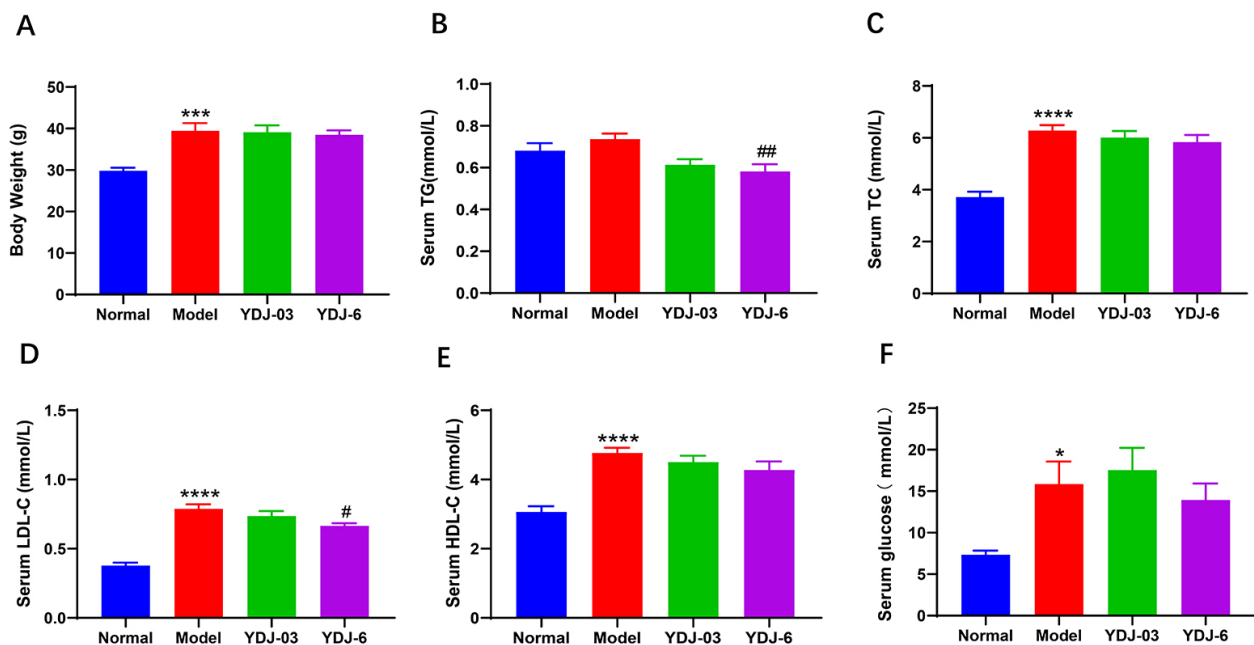 A
B
C
Body Weight (g)
50
40
30
20
10
0
***
Normal Model YDJ-03 YDJ-6
Serum TG(mmol/L)
1.0
0.8
0.6
0.4
0.2
0.0
##
Normal Model YDJ-03 YDJ-6
Serum TC (mmol/L)
8
6
4
2
0
****
Normal Model YDJ-03 YDJ-6
D
E
F
Serum LDL-C (mmol/L)
1.5
1.0
0.5
0.0
****
#
Normal Model YDJ-03 YDJ-6
Serum HDL-C (mmol/L)
6
4
2
0
****
Normal Model YDJ-03 YDJ-6
Serum glucose（mmol/L）
25
20
15
10
5
0
*
Normal Model YDJ-03 YDJ-6